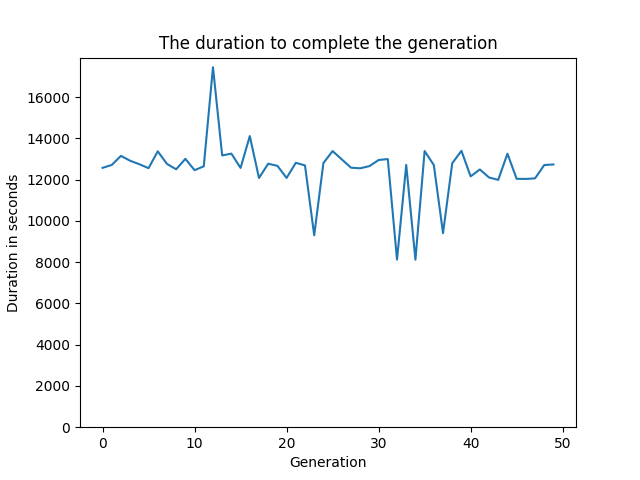 The duration to complete the generation
Duration in seconds
16000
14000
12000
10000
8000
6000
4000
2000
0
0 10 20 30 40 50
Generation